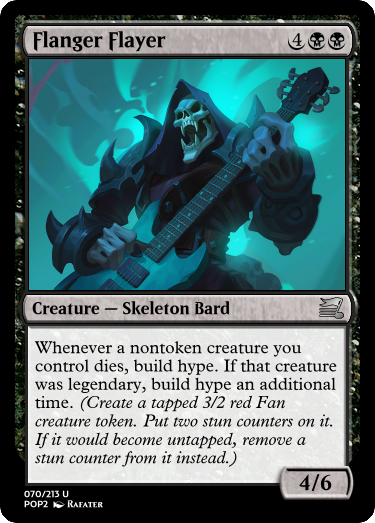 Flanger Flayer 4
Creature — Skeleton Bard
Whenever a nontoken creature you
control dies, build hype. If that creature
was legendary, build hype an additional
time. (Create a tapped 3/2 red Fan
creature token. Put two stun counters on it.
If it would become untapped, remove a
stun counter from it instead.)
4/6
070/213 U
POP2 Rafater